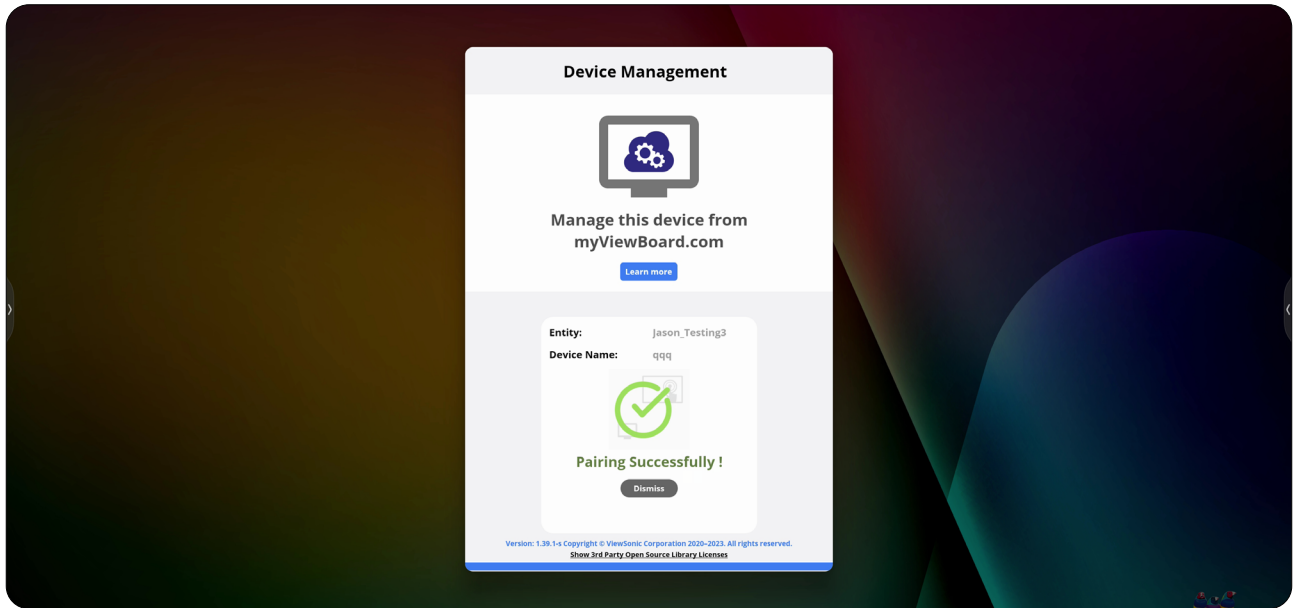 Device Management
Manage this device from
myViewBoard.com
Learn more
Entity: Jason_Testing3
Device Name: qqq
Pairing Successfully !
Dismiss
Version: 1.39.1-s Copyright © ViewSonic Corporation 2020–2023. All rights reserved.
Show 3rd Party Open Source Library Licenses